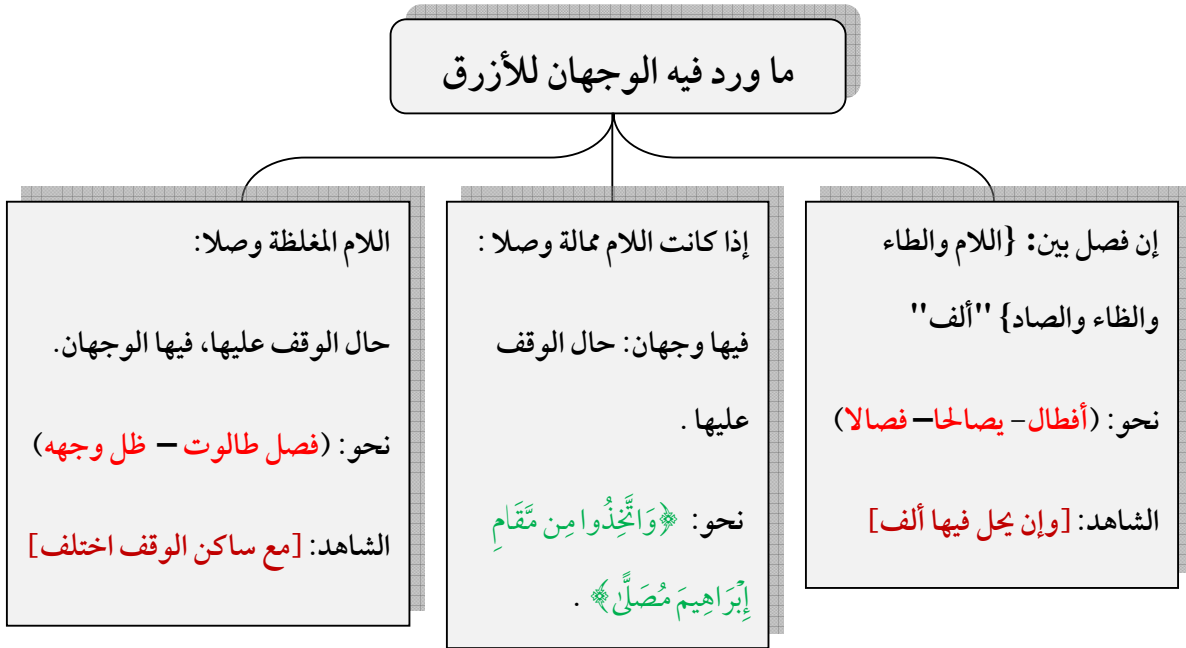 ما ورد فيه الوجهان للأزرق
إن فصل بين: {اللام والطاء
والظاء والصاد} "ألف"
نحو: (أفطال- يصالحا– فصالا)
الشاهد: [وإن يحل فيها ألف]
إذا كانت اللام ممالة وصلا :
فيها وجهان: حال الوقف
عليها .
نحو: ﴿وَاتَّخِذُوا مِن مَّقَامِ
إِبْرَاهِيمَ مُصَلًّى﴾ .
اللام المغلظة وصلا:
حال الوقف عليها، فيها الوجهان.
نحو: (فصل طالوت – ظل وجهه)
الشاهد: [مع ساكن الوقف اختلف]